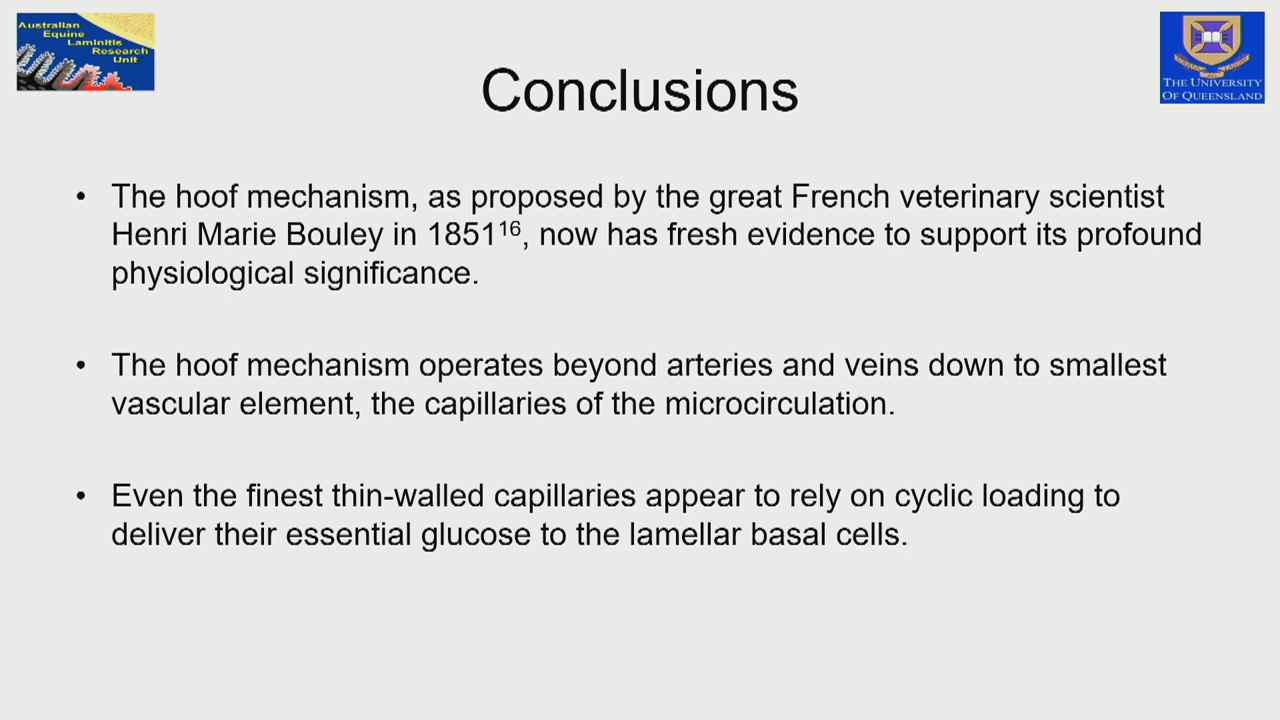 Australian
Equine
Laminitis
Research
Unit
THE UNIVERSITY
OF QUEENSLAND
Conclusions
• The hoof mechanism, as proposed by the great French veterinary scientist
Henri Marie Bouley in 1851¹⁶, now has fresh evidence to support its profound
physiological significance.
• The hoof mechanism operates beyond arteries and veins down to smallest
vascular element, the capillaries of the microcirculation.
• Even the finest thin-walled capillaries appear to rely on cyclic loading to
deliver their essential glucose to the lamellar basal cells.